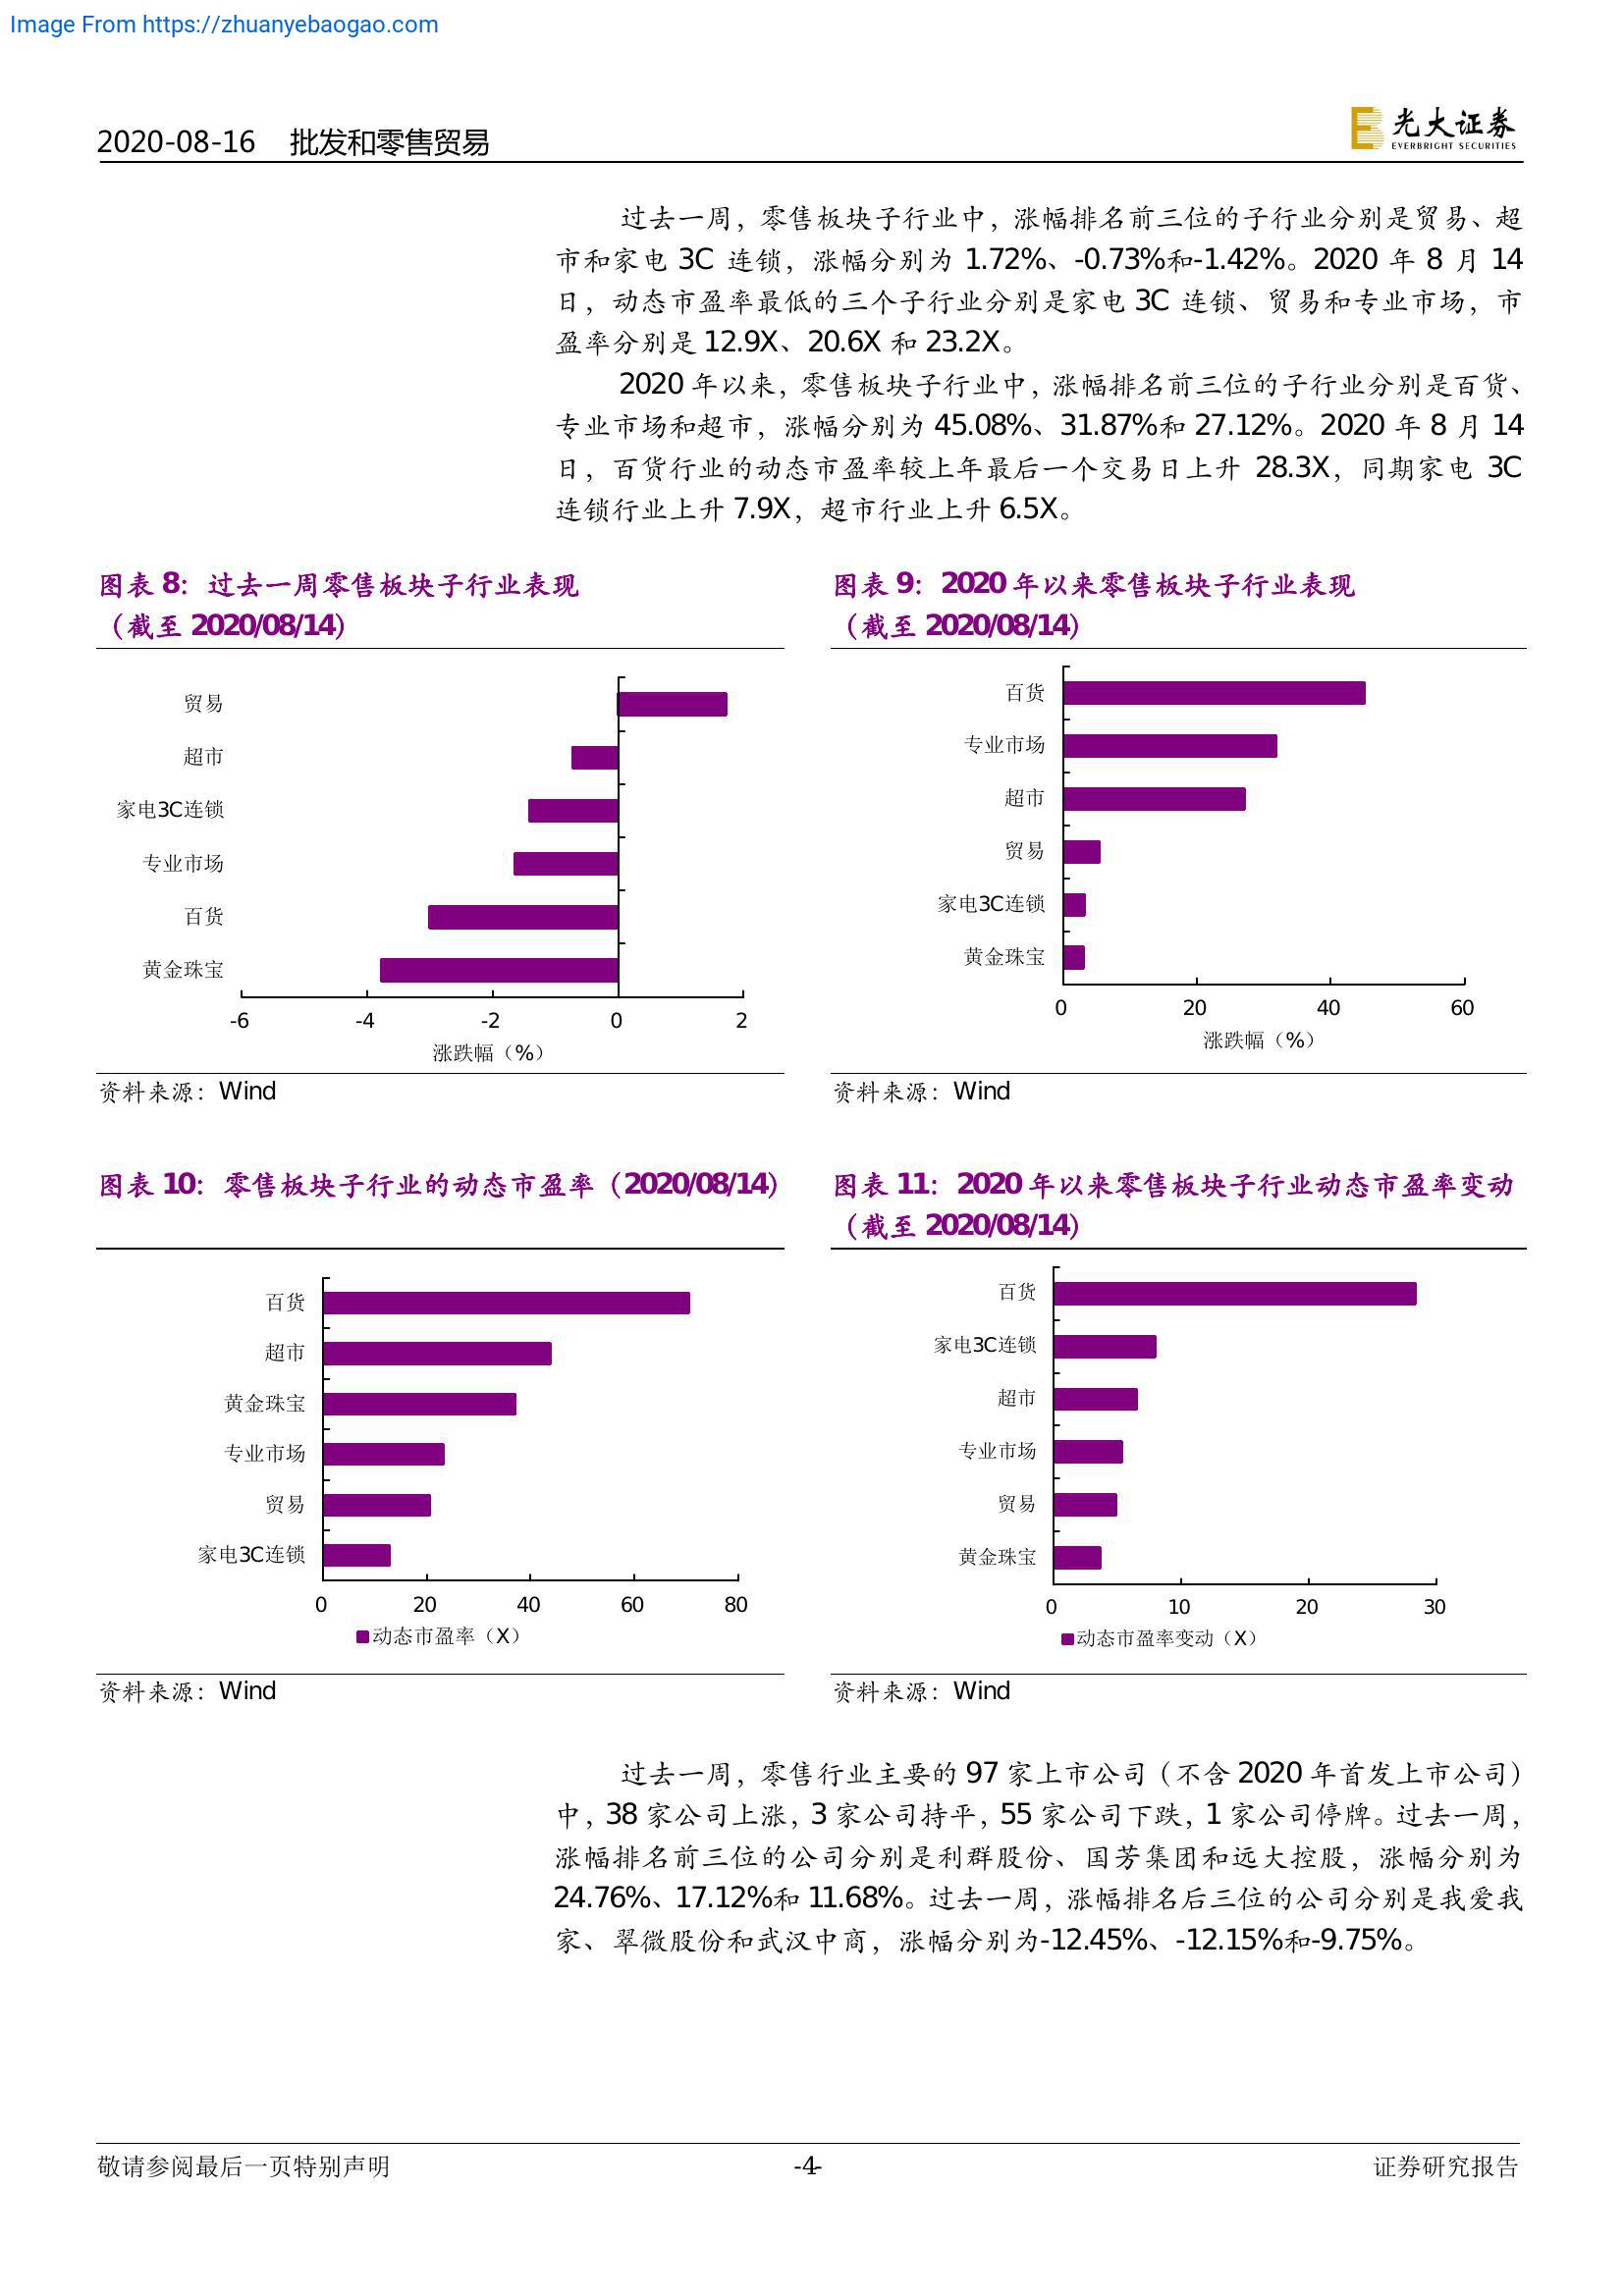 Image From https://zhuanyebaogao.com
2020-08-16 批发和零售贸易
光大证券
EVERBRIGHT SECURITIES
过去一周，零售板块子行业中，涨幅排名前三位的子行业分别是贸易、超
市和家电 3C 连锁，涨幅分别为 1.72%、-0.73%和-1.42%。2020 年 8 月 14
日，动态市盈率最低的三个子行业分别是家电 3C 连锁、贸易和专业市场，市
盈率分别是 12.9X、20.6X 和 23.2X。
2020 年以来，零售板块子行业中，涨幅排名前三位的子行业分别是百货、
专业市场和超市，涨幅分别为 45.08%、31.87%和 27.12%。2020 年 8 月 14
日，百货行业的动态市盈率较上年最后一个交易日上升 28.3X，同期家电 3C
连锁行业上升 7.9X，超市行业上升 6.5X。
图表 8：过去一周零售板块子行业表现
（截至 2020/08/14）
贸易
超市
家电3C连锁
专业市场
百货
黄金珠宝
-6 -4 -2 0 2
涨跌幅（%）
资料来源：Wind
图表 9：2020 年以来零售板块子行业表现
（截至 2020/08/14）
百货
专业市场
超市
贸易
家电3C连锁
黄金珠宝
0 20 40 60
涨跌幅（%）
资料来源：Wind
图表 10：零售板块子行业的动态市盈率（2020/08/14）
百货
超市
黄金珠宝
专业市场
贸易
家电3C连锁
0 20 40 60 80
动态市盈率（X）
资料来源：Wind
图表 11：2020 年以来零售板块子行业动态市盈率变动
（截至 2020/08/14）
百货
家电3C连锁
超市
专业市场
贸易
黄金珠宝
0 10 20 30
动态市盈率变动（X）
资料来源：Wind
过去一周，零售行业主要的 97 家上市公司（不含 2020 年首发上市公司）
中，38 家公司上涨，3 家公司持平，55 家公司下跌，1 家公司停牌。过去一周，
涨幅排名前三位的公司分别是利群股份、国芳集团和远大控股，涨幅分别为
24.76%、17.12%和 11.68%。过去一周，涨幅排名后三位的公司分别是我爱我
家、翠微股份和武汉中商，涨幅分别为-12.45%、-12.15%和-9.75%。
敬请参阅最后一页特别声明
-4-
证券研究报告